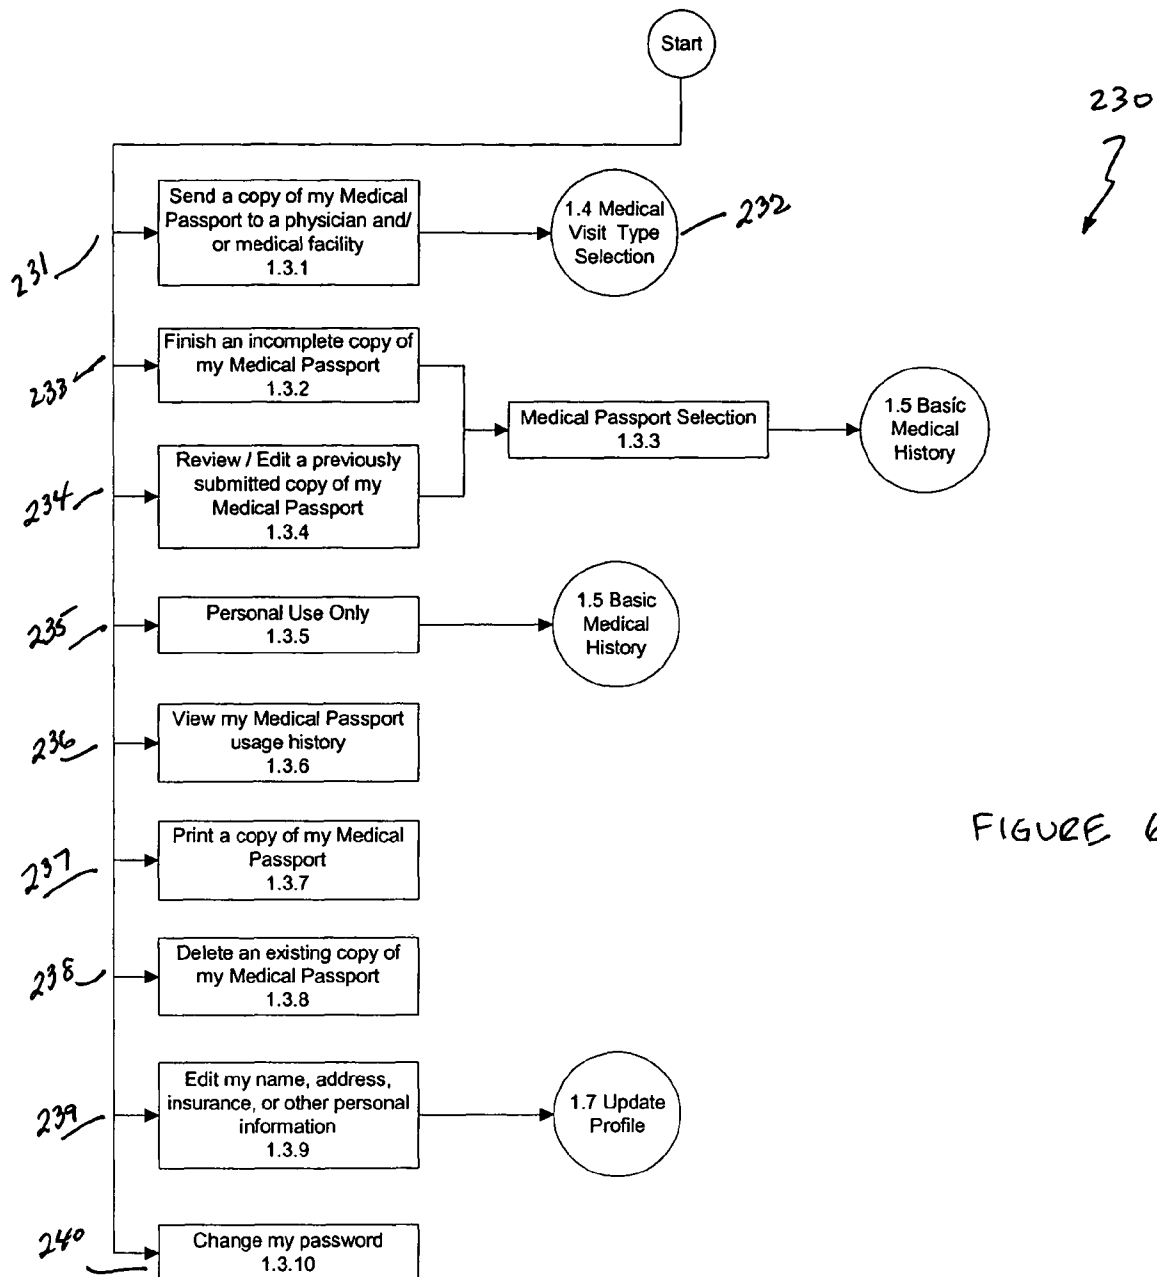 Start
230
Send a copy of my Medical
Passport to a physician and/
or medical facility
1.3.1
231
1.4 Medical
Visit Type
Selection
232
Finish an incomplete copy of
my Medical Passport
1.3.2
233
Medical Passport Selection
1.3.3
1.5 Basic
Medical
History
Review / Edit a previously
submitted copy of my
Medical Passport
1.3.4
234
Personal Use Only
1.3.5
235
1.5 Basic
Medical
History
View my Medical Passport
usage history
1.3.6
236
Print a copy of my Medical
Passport
1.3.7
237
FIGURE 6
Delete an existing copy of
my Medical Passport
1.3.8
238
Edit my name, address,
insurance, or other personal
information
1.3.9
239
1.7 Update
Profile
Change my password
1.3.10
240